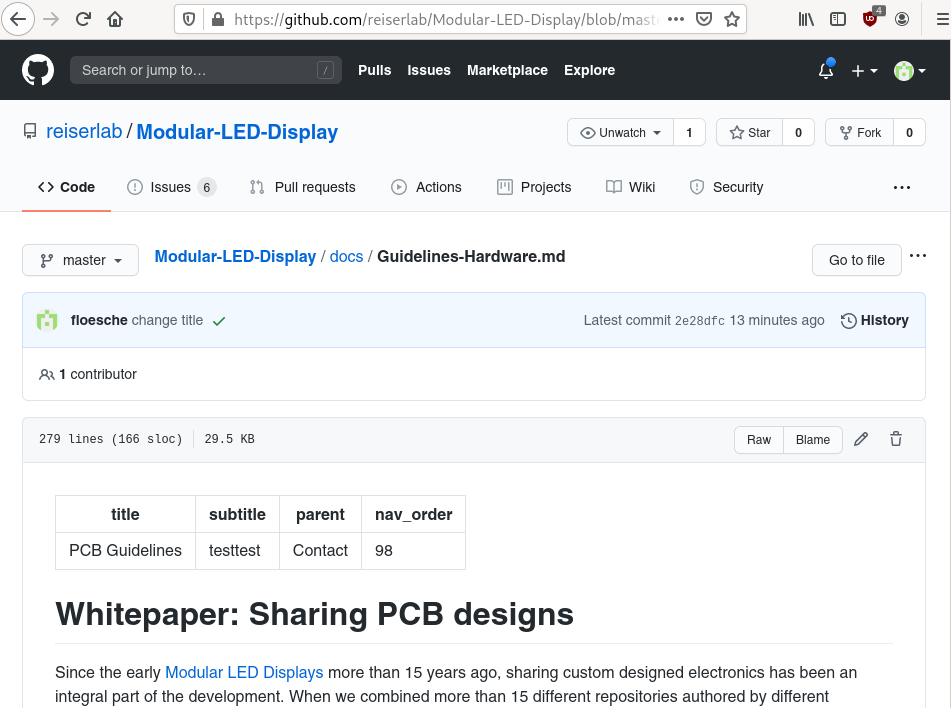 https://github.com/reiserlab/Modular-LED-Display/blob/mast
4
Search or jump to… /
Pulls Issues Marketplace Explore
reiserlab / Modular-LED-Display
Unwatch 1 Star 0 Fork 0
Code Issues 6 Pull requests Actions Projects Wiki Security
master Modular-LED-Display / docs / Guidelines-Hardware.md Go to file
floesche change title Latest commit 2e28dfc 13 minutes ago History
1 contributor
279 lines (166 sloc) 29.5 KB Raw Blame
title subtitle parent nav_order
PCB Guidelines testtest Contact 98
Whitepaper: Sharing PCB designs
Since the early Modular LED Displays more than 15 years ago, sharing custom designed electronics has been an
integral part of the development. When we combined more than 15 different repositories authored by different